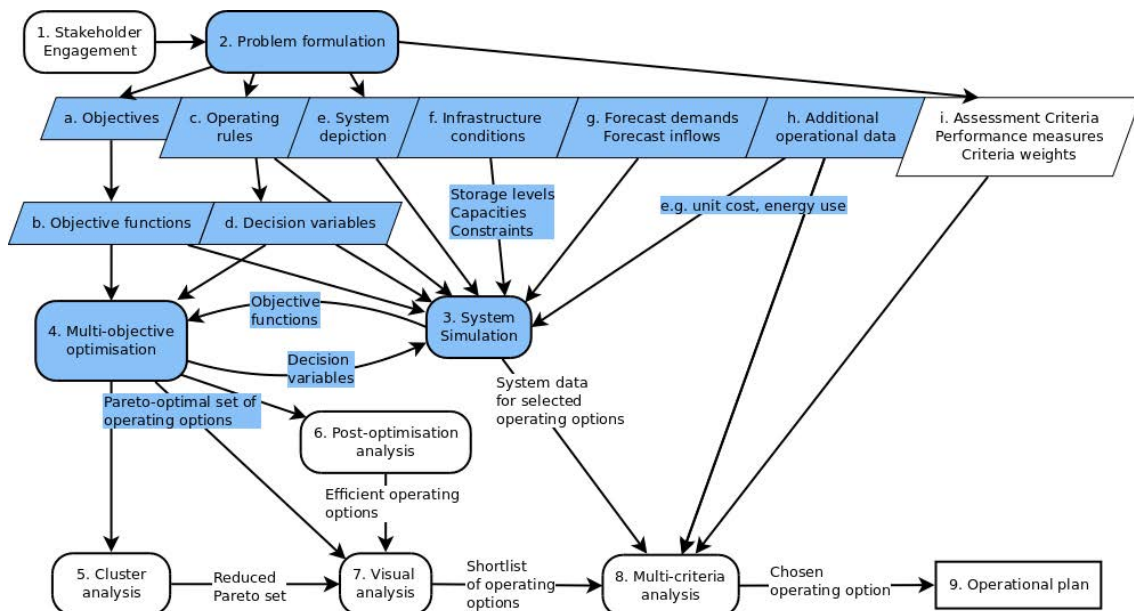 1. Stakeholder
Engagement
2. Problem formulation
a. Objectives
c. Operating
rules
e. System
depiction
f. Infrastructure
conditions
g. Forecast demands
Forecast inflows
h. Additional
operational data
i. Assessment Criteria
Performance measures
Criteria weights
Storage levels
Capacities
Constraints
e.g. unit cost, energy use
b. Objective functions
d. Decision variables
Objective
functions
3. System
Simulation
4. Multi-objective
optimisation
Decision
variables
System data
for selected
operating options
Pareto-optimal set of
operating options
6. Post-optimisation
analysis
Efficient operating
options
5. Cluster
analysis
Reduced
Pareto set
7. Visual
analysis
Shortlist
of operating
options
8. Multi-criteria
analysis
Chosen
operating option
9. Operational plan